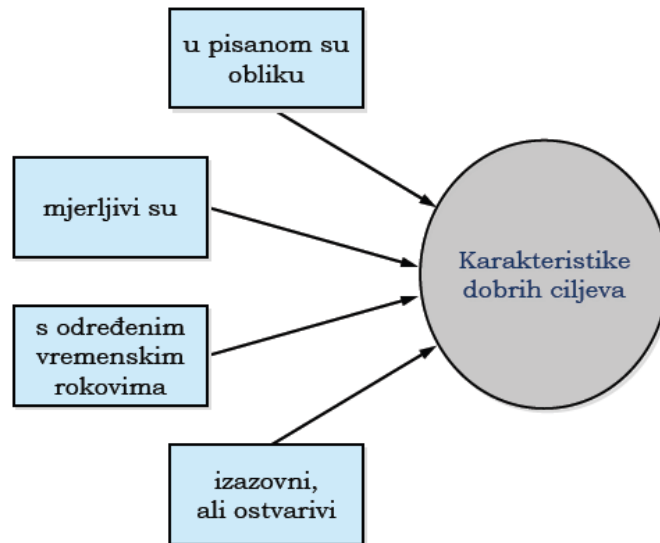 u pisanom su
obliku
mjerljivi su
s određenim
vremenskim
rokovima
izazovni,
ali ostvarivi
Karakteristike
dobrih ciljeva